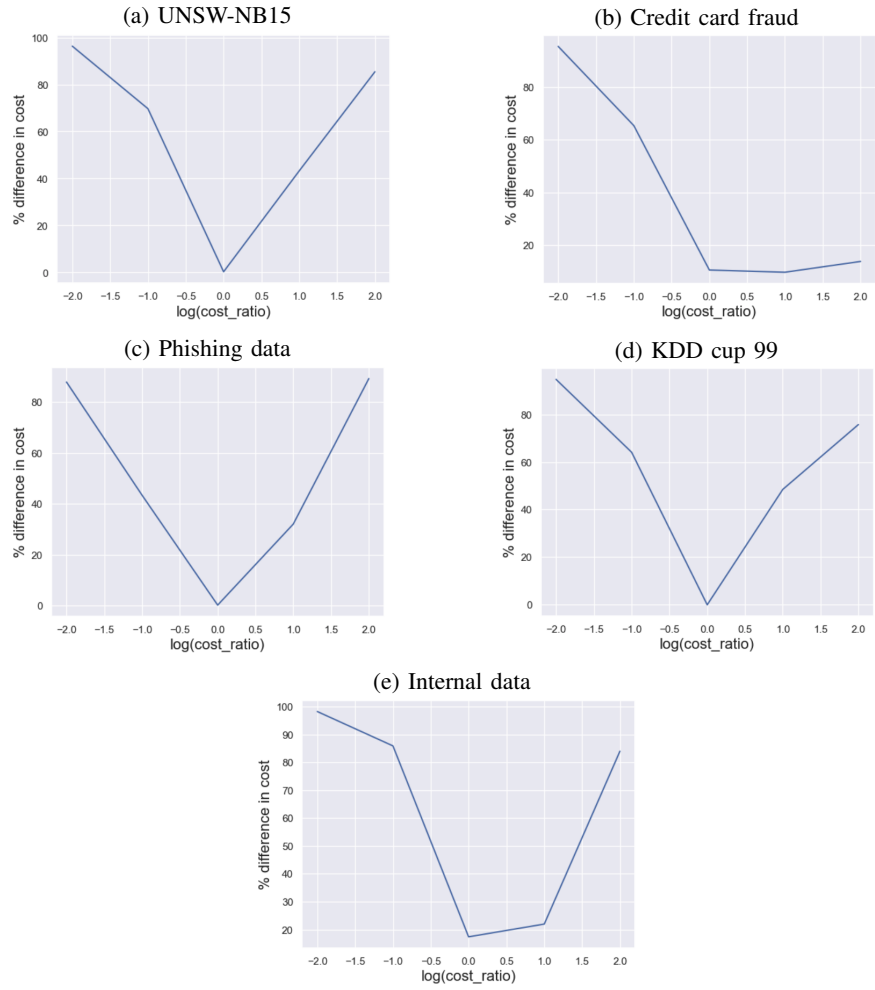 (a) UNSW-NB15
100
80
60
40
20
0
% difference in cost
−2.0 −1.5 −1.0 −0.5 0.0 0.5 1.0 1.5 2.0
log(cost_ratio)
(b) Credit card fraud
80
60
40
20
% difference in cost
−2.0 −1.5 −1.0 −0.5 0.0 0.5 1.0 1.5 2.0
log(cost_ratio)
(c) Phishing data
80
60
40
20
0
% difference in cost
−2.0 −1.5 −1.0 −0.5 0.0 0.5 1.0 1.5 2.0
log(cost_ratio)
(d) KDD cup 99
80
60
40
20
0
% difference in cost
−2.0 −1.5 −1.0 −0.5 0.0 0.5 1.0 1.5 2.0
log(cost_ratio)
(e) Internal data
100
90
80
70
60
50
40
30
20
% difference in cost
−2.0 −1.5 −1.0 −0.5 0.0 0.5 1.0 1.5 2.0
log(cost_ratio)